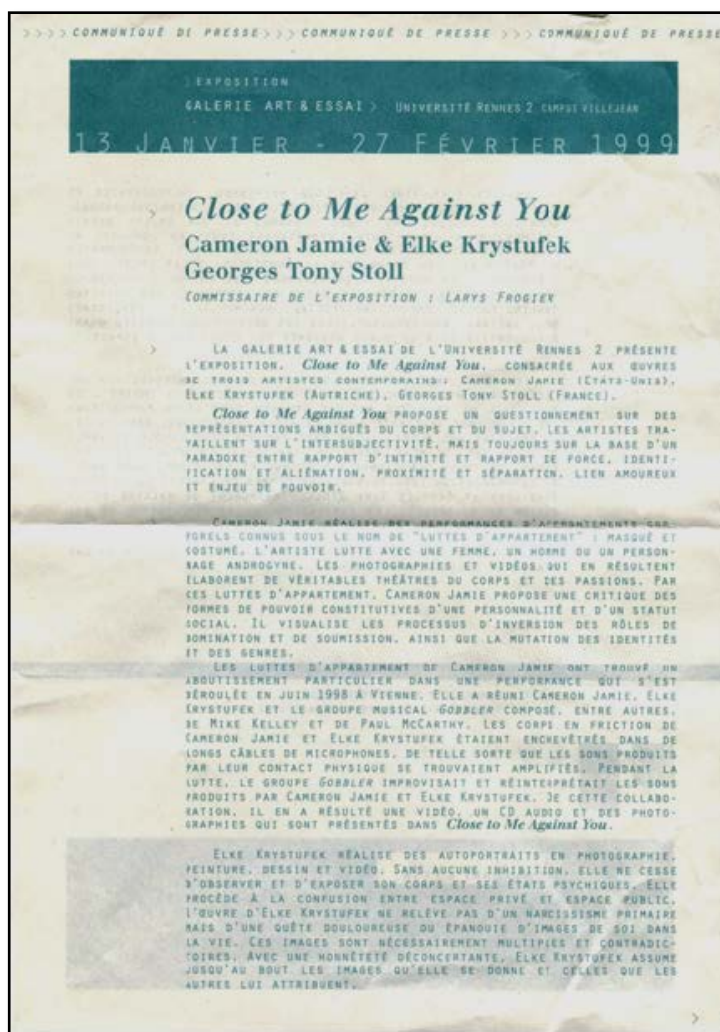 >>>> COMMUNIQUÉ DE PRESSE >>> COMMUNIQUÉ DE PRESSE >>> COMMUNIQUÉ DE PRESSE
> EXPOSITION
GALERIE ART & ESSAI > UNIVERSITÉ RENNES 2 CAMPUS VILLEJEAN
13 JANVIER - 27 FÉVRIER 1999
> Close to Me Against You
Cameron Jamie & Elke Krystufek
Georges Tony Stoll
COMMISSAIRE DE L'EXPOSITION : LARYS FROGIER
> LA GALERIE ART & ESSAI DE L'UNIVERSITÉ RENNES 2 PRÉSENTE
L'EXPOSITION, Close to Me Against You, CONSACRÉE AUX ŒUVRES
DE TROIS ARTISTES CONTEMPORAINS : CAMERON JAMIE (ETATS-UNIS),
ELKE KRYSTUFEK (AUTRICHE), GEORGES TONY STOLL (FRANCE).
Close to Me Against You PROPOSE UN QUESTIONNEMENT SUR DES
REPRÉSENTATIONS AMBIGUËS DU CORPS ET DU SUJET. LES ARTISTES TRA-
VAILLENT SUR L'INTERSUBJECTIVITÉ, MAIS TOUJOURS SUR LA BASE D'UN
PARADOXE ENTRE RAPPORT D'INTIMITÉ ET RAPPORT DE FORCE, IDENTI-
FICATION ET ALIÉNATION, PROXIMITÉ ET SÉPARATION, LIEN AMOUREUX
ET ENJEU DE POUVOIR.
> CAMERON JAMIE RÉALISE DES PERFORMANCES D'AFFRONTEMENTS COR-
PORELS CONNUS SOUS LE NOM DE "LUTTES D'APPARTEMENT" : MASQUÉ ET
COSTUMÉ, L'ARTISTE LUTTE AVEC UNE FEMME, UN HOMME OU UN PERSON-
NAGE ANDROGYNE. LES PHOTOGRAPHIES ET VIDÉOS QUI EN RÉSULTENT
ÉLABORENT DE VÉRITABLES THÉÂTRES DU CORPS ET DES PASSIONS. PAR
CES LUTTES D'APPARTEMENT, CAMERON JAMIE PROPOSE UNE CRITIQUE DES
FORMES DE POUVOIR CONSTITUTIVES D'UNE PERSONNALITÉ ET D'UN STATUT
SOCIAL. IL VISUALISE LES PROCESSUS D'INVERSION DES RÔLES DE
DOMINATION ET DE SOUMISSION, AINSI QUE LA MUTATION DES IDENTITÉS
ET DES GENRES.
LES LUTTES D'APPARTEMENT DE CAMERON JAMIE ONT TROUVÉ UN
ABOUTISSEMENT PARTICULIER DANS UNE PERFORMANCE QUI S'EST
DÉROULÉE EN JUIN 1998 À VIENNE. ELLE A RÉUNI CAMERON JAMIE, ELKE
KRYSTUFEK ET LE GROUPE MUSICAL GOBBLER COMPOSÉ, ENTRE AUTRES,
DE MIKE KELLEY ET DE PAUL MCCARTHY. LES CORPS EN FRICTION DE
CAMERON JAMIE ET ELKE KRYSTUFEK ÉTAIENT ENCHEVÊTRÉS DANS DE
LONGS CÂBLES DE MICROPHONES, DE TELLE SORTE QUE LES SONS PRODUITS
PAR LEUR CONTACT PHYSIQUE SE TROUVAIENT AMPLIFIÉS. PENDANT LA
LUTTE, LE GROUPE GOBBLER IMPROVISAIT ET RÉINTERPRÉTAIT LES SONS
PRODUITS PAR CAMERON JAMIE ET ELKE KRYSTUFEK. DE CETTE COLLABO-
RATION, IL EN A RÉSULTÉ UNE VIDÉO, UN CD AUDIO ET DES PHOTO-
GRAPHIES QUI SONT PRÉSENTÉS DANS Close to Me Against You.
ELKE KRYSTUFEK RÉALISE DES AUTOPORTRAITS EN PHOTOGRAPHIE,
PEINTURE, DESSIN ET VIDÉO. SANS AUCUNE INHIBITION, ELLE NE CESSE
D'OBSERVER ET D'EXPOSER SON CORPS ET SES ÉTATS PSYCHIQUES. ELLE
PROCÈDE À LA CONFUSION ENTRE ESPACE PRIVÉ ET ESPACE PUBLIC.
L'ŒUVRE D'ELKE KRYSTUFEK NE RELÈVE PAS D'UN NARCISSISME PRIMAIRE
MAIS D'UNE QUÊTE DOULOUREUSE OU ÉPANOUIE D'IMAGES DE SOI DANS
LA VIE. CES IMAGES SONT NÉCESSAIREMENT MULTIPLES ET CONTRADIC-
TOIRES. AVEC UNE HONNÊTETÉ DÉCONCERTANTE, ELKE KRYSTUFEK ASSUME
JUSQU'AU BOUT LES IMAGES QU'ELLE SE DONNE ET CELLES QUE LES
AUTRES LUI ATTRIBUENT.
>